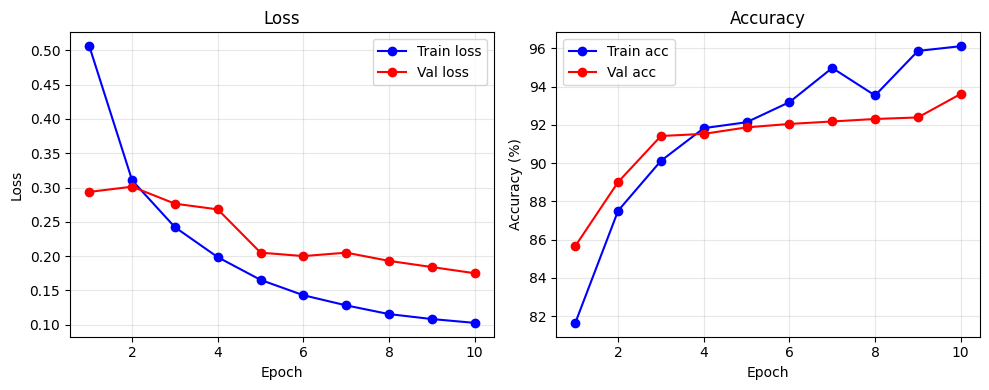 Loss
Train loss
Val loss
0.50
0.45
0.40
0.35
0.30
0.25
0.20
0.15
0.10
Loss
2
4
6
8
10
Epoch
Accuracy
Train acc
Val acc
96
94
92
90
88
86
84
82
Accuracy (%)
2
4
6
8
10
Epoch